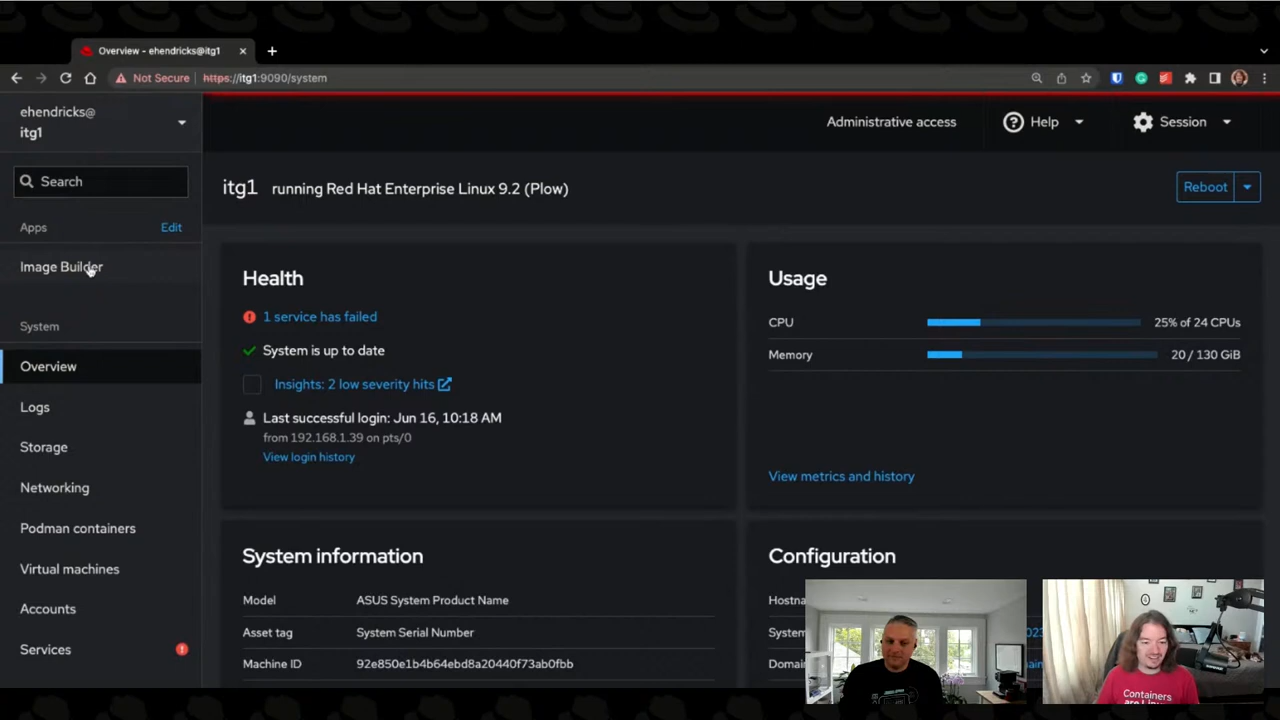 Overview - ehendricks@itg1
Not Secure https://itg1:9090/system
ehendricks@
itg1
Administrative access
Help
Session
Search
itg1 running Red Hat Enterprise Linux 9.2 (Plow)
Reboot
Apps
Edit
Image Builder
System
Overview
Logs
Storage
Networking
Podman containers
Virtual machines
Accounts
Services
Health
1 service has failed
System is up to date
Insights: 2 low severity hits
Last successful login: Jun 16, 10:18 AM
from 192.168.1.39 on pts/0
View login history
Usage
CPU 25% of 24 CPUs
Memory 20 / 130 GiB
View metrics and history
System information
Model ASUS System Product Name
Asset tag System Serial Number
Machine ID 92e850e1b4b64ebd8a20440f73ab0fbb
Configuration
Containers
are Linux